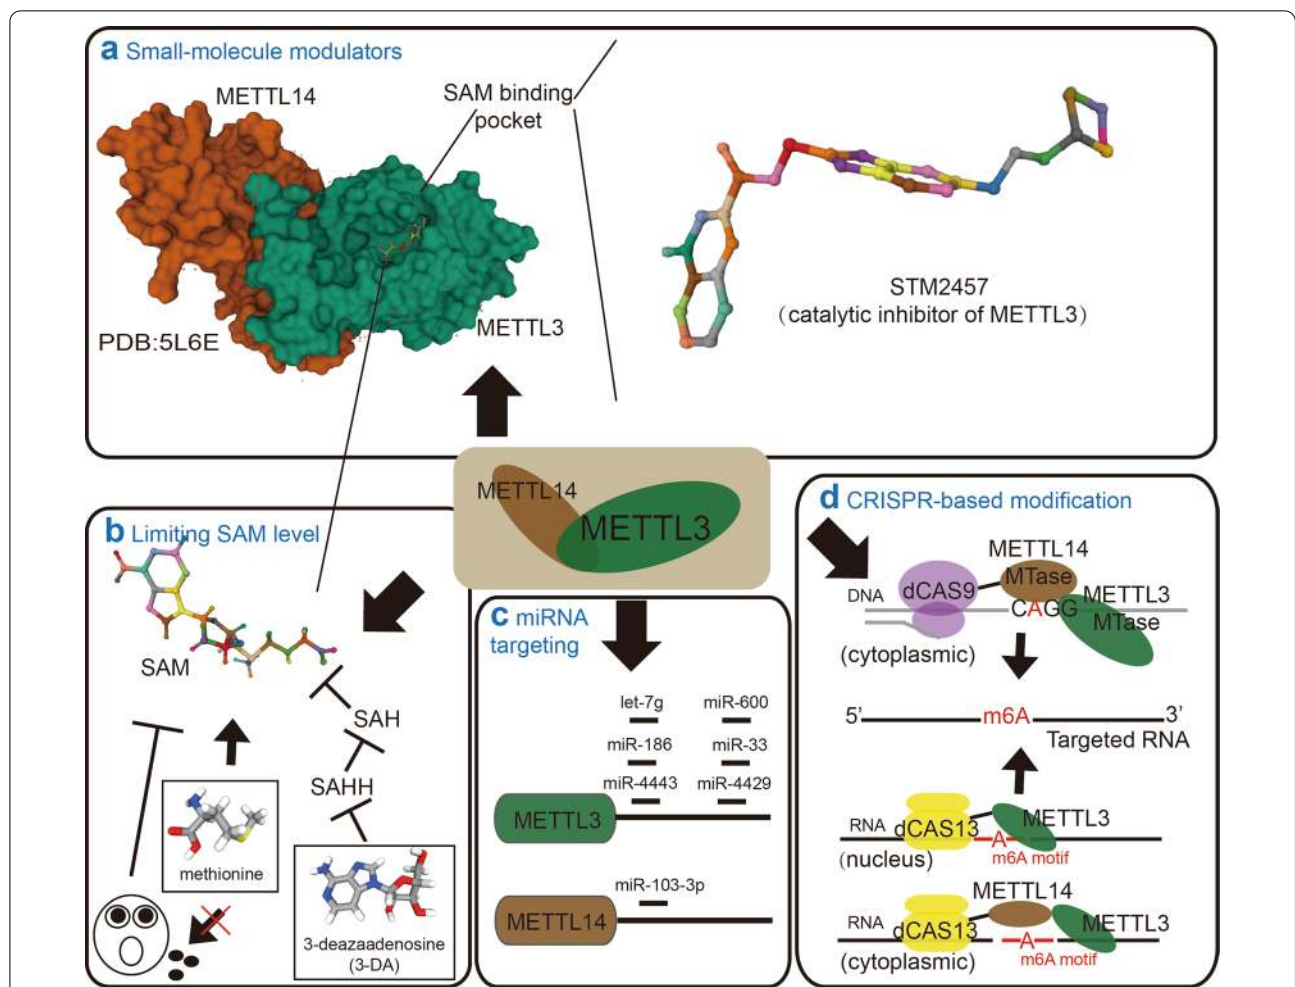 a Small-molecule modulators
METTL14
SAM binding
pocket
METTL3
PDB:5L6E
STM2457
(catalytic inhibitor of METTL3)
METTL14
METTL3
b Limiting SAM level
SAM
SAH
SAHH
methionine
3-deazaadenosine
(3-DA)
c miRNA
targeting
let-7g
miR-600
miR-186
miR-33
miR-4443
miR-4429
METTL3
miR-103-3p
METTL14
d CRISPR-based modification
METTL14
MTase
dCAS9
DNA
CAGG
METTL3
MTase
(cytoplasmic)
5’
m6A
3’
Targeted RNA
RNA
dCAS13
METTL3
A
(nucleus)
m6A motif
METTL14
RNA
dCAS13
METTL3
A
(cytoplasmic)
m6A motif